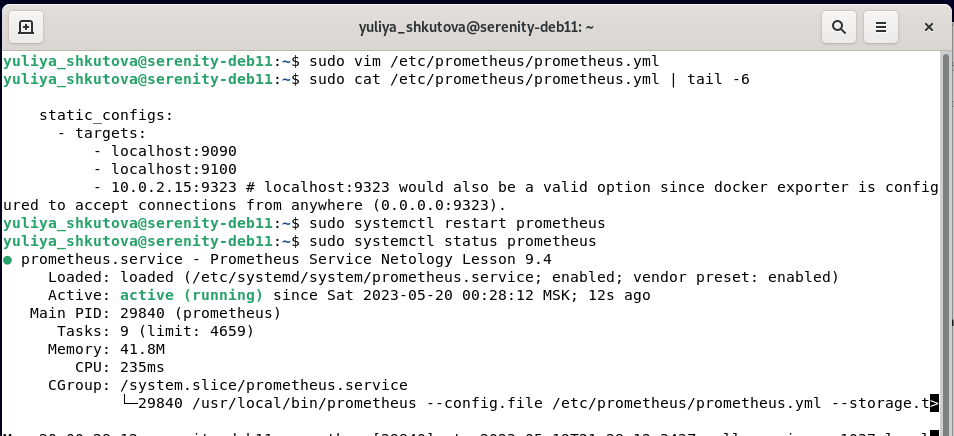 yuliya_shkutova@serenity-deb11: ~
yuliya_shkutova@serenity-deb11:~$ sudo vim /etc/prometheus/prometheus.yml
yuliya_shkutova@serenity-deb11:~$ sudo cat /etc/prometheus/prometheus.yml | tail -6
static_configs:
- targets:
- localhost:9090
- localhost:9100
- 10.0.2.15:9323 # localhost:9323 would also be a valid option since docker exporter is config
ured to accept connections from anywhere (0.0.0.0:9323).
yuliya_shkutova@serenity-deb11:~$ sudo systemctl restart prometheus
yuliya_shkutova@serenity-deb11:~$ sudo systemctl status prometheus
● prometheus.service - Prometheus Service Netology Lesson 9.4
Loaded: loaded (/etc/systemd/system/prometheus.service; enabled; vendor preset: enabled)
Active: active (running) since Sat 2023-05-20 00:28:12 MSK; 12s ago
Main PID: 29840 (prometheus)
Tasks: 9 (limit: 4659)
Memory: 41.8M
CPU: 235ms
CGroup: /system.slice/prometheus.service
└─29840 /usr/local/bin/prometheus --config.file /etc/prometheus/prometheus.yml --storage.t>